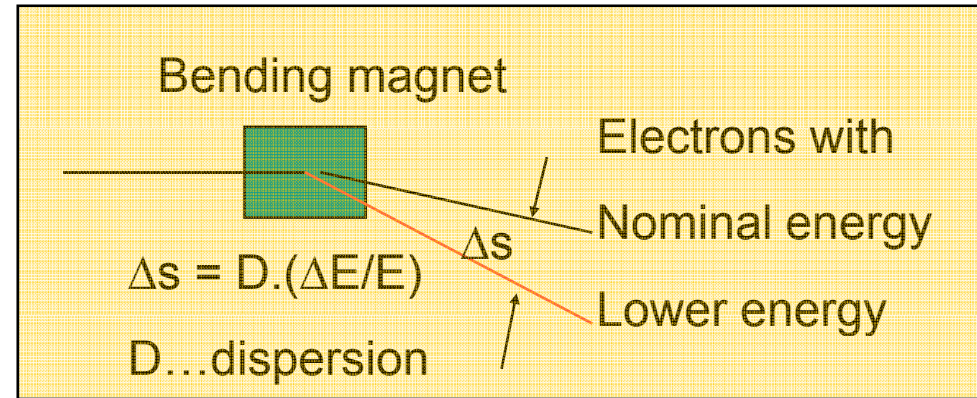 Bending magnet
Electrons with
Nominal energy
Δs
Δs = D.(ΔE/E)
Lower energy
D…dispersion